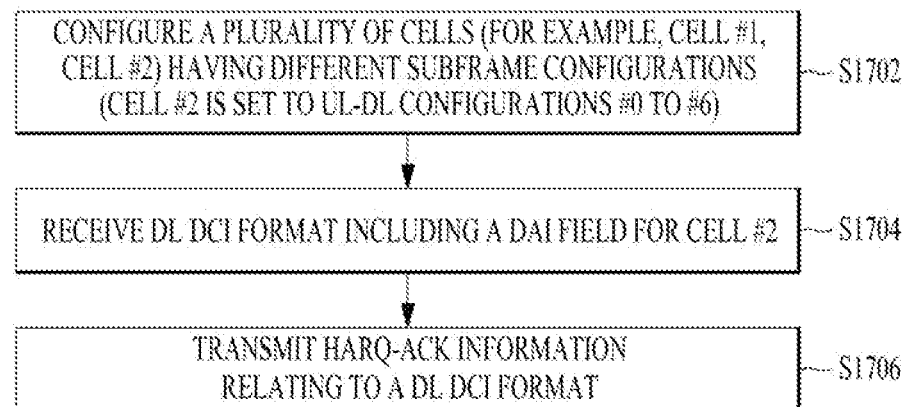 CONFIGURE A PLURALITY OF CELLS (FOR EXAMPLE, CELL #1,
CELL #2) HAVING DIFFERENT SUBFRAME CONFIGURATIONS
(CELL #2 IS SET TO UL-DL CONFIGURATIONS #0 TO #6)
S1702
RECEIVE DL DCI FORMAT INCLUDING A DAI FIELD FOR CELL #2
S1704
TRANSMIT HARQ-ACK INFORMATION
RELATING TO A DL DCI FORMAT
S1706